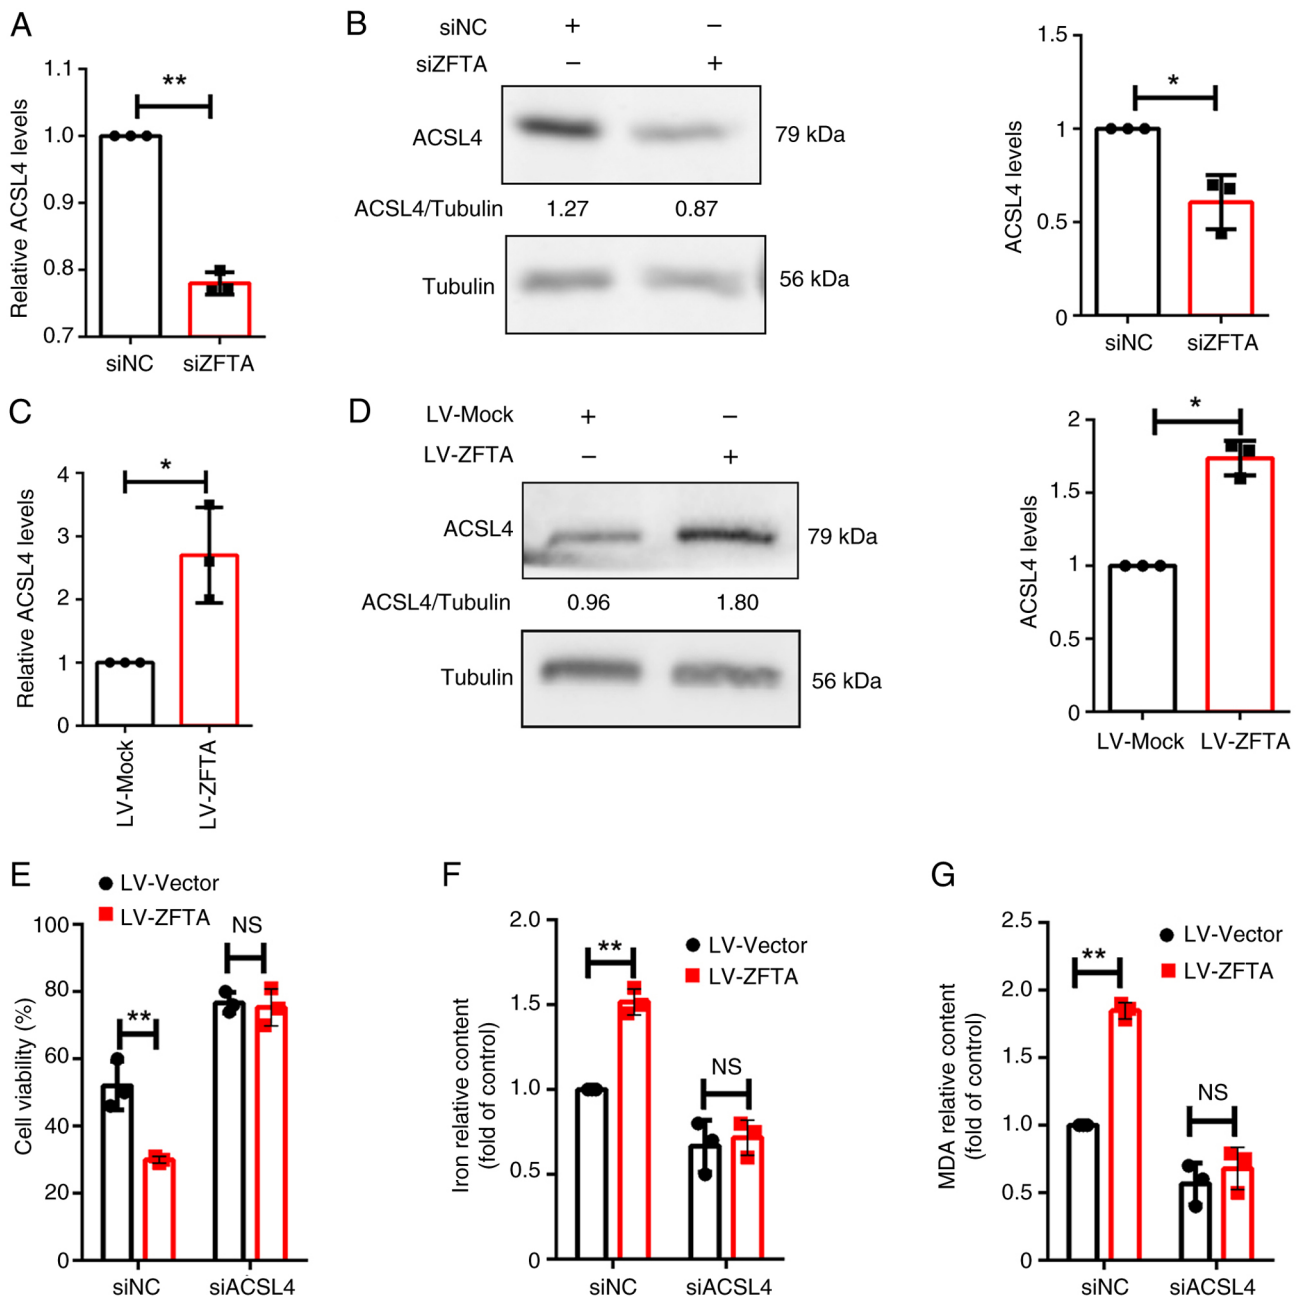 A
1.1
1.0
0.9
0.8
0.7
Relative ACSL4 levels
**
siNC siZFTA
B
siNC + −
siZFTA − +
ACSL4 79 kDa
ACSL4/Tubulin 1.27 0.87
Tubulin 56 kDa
1.5
1
0.5
0
ACSL4 levels
*
siNC siZFTA
C
4
3
2
1
0
Relative ACSL4 levels
*
LV-Mock
LV-ZFTA
D
LV-Mock + −
LV-ZFTA − +
ACSL4 79 kDa
ACSL4/Tubulin 0.96 1.80
Tubulin 56 kDa
2
1.5
1
0.5
0
ACSL4 levels
*
LV-Mock LV-ZFTA
E
LV-Vector
LV-ZFTA
100
80
60
40
20
0
Cell viability (%)
**
NS
siNC siACSL4
F
LV-Vector
LV-ZFTA
2.0
1.5
1.0
0.5
0
Iron relative content
(fold of control)
**
NS
siNC siACSL4
G
LV-Vector
LV-ZFTA
2.5
2.0
1.5
1.0
0.5
0
MDA relative content
(fold of control)
**
NS
siNC siACSL4